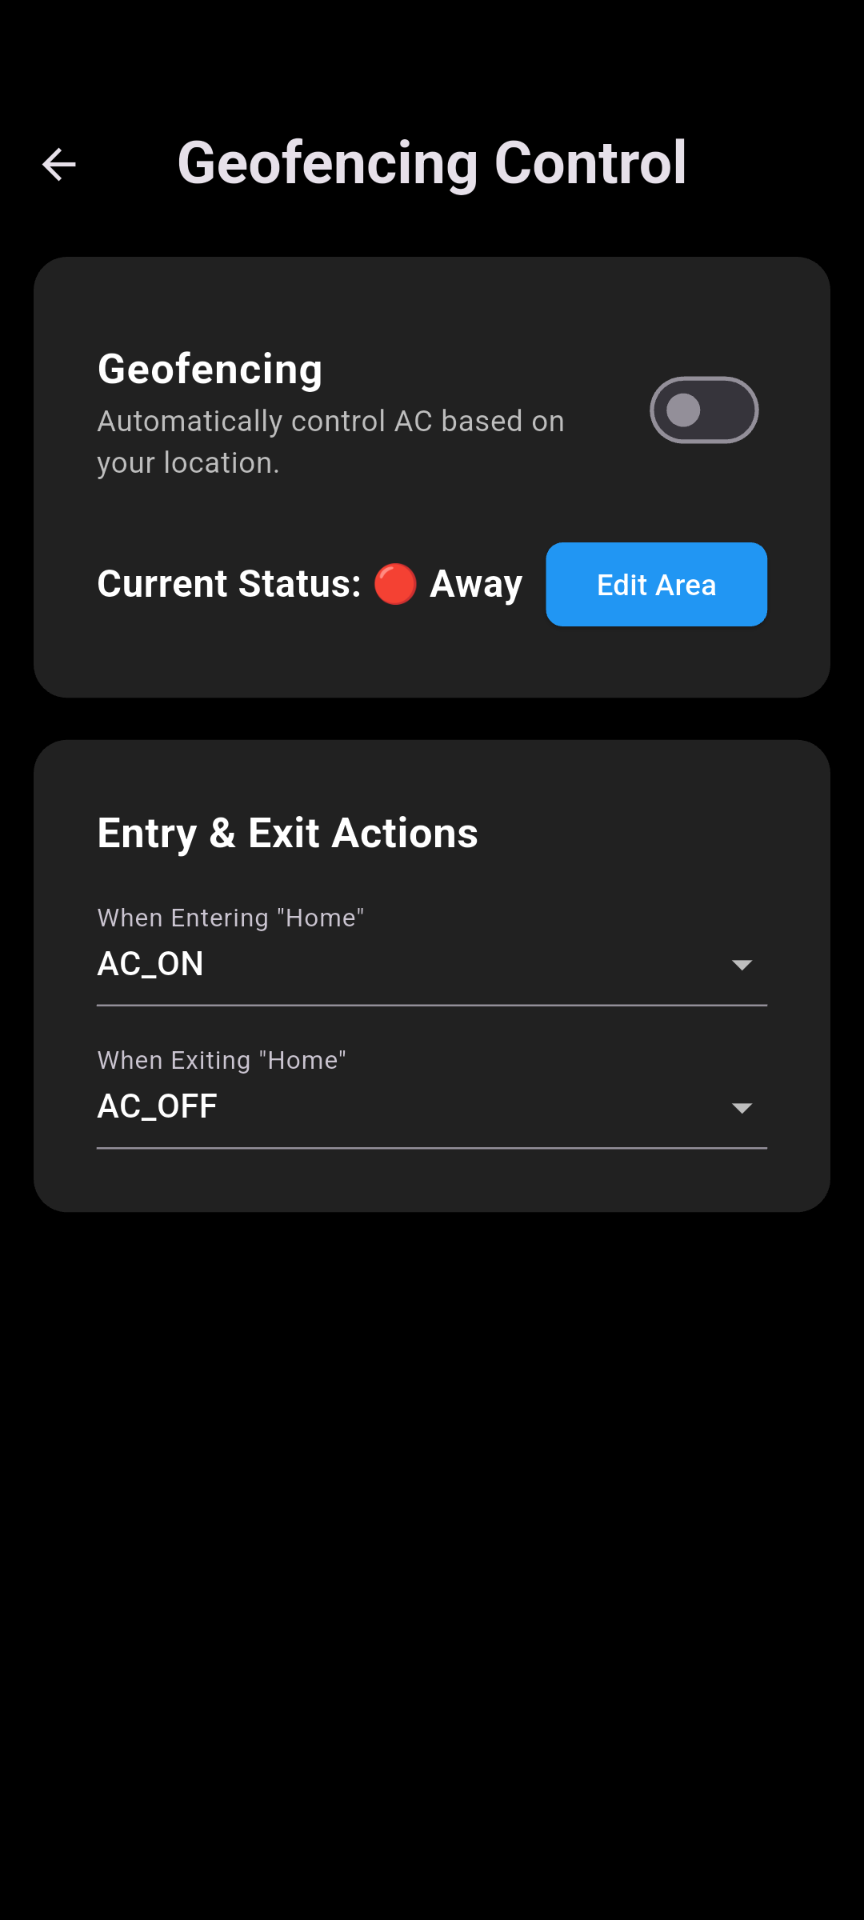 Geofencing Control
Geofencing
Automatically control AC based on
your location.
Current Status: 🔴 Away
Edit Area
Entry & Exit Actions
When Entering "Home"
AC_ON
When Exiting "Home"
AC_OFF